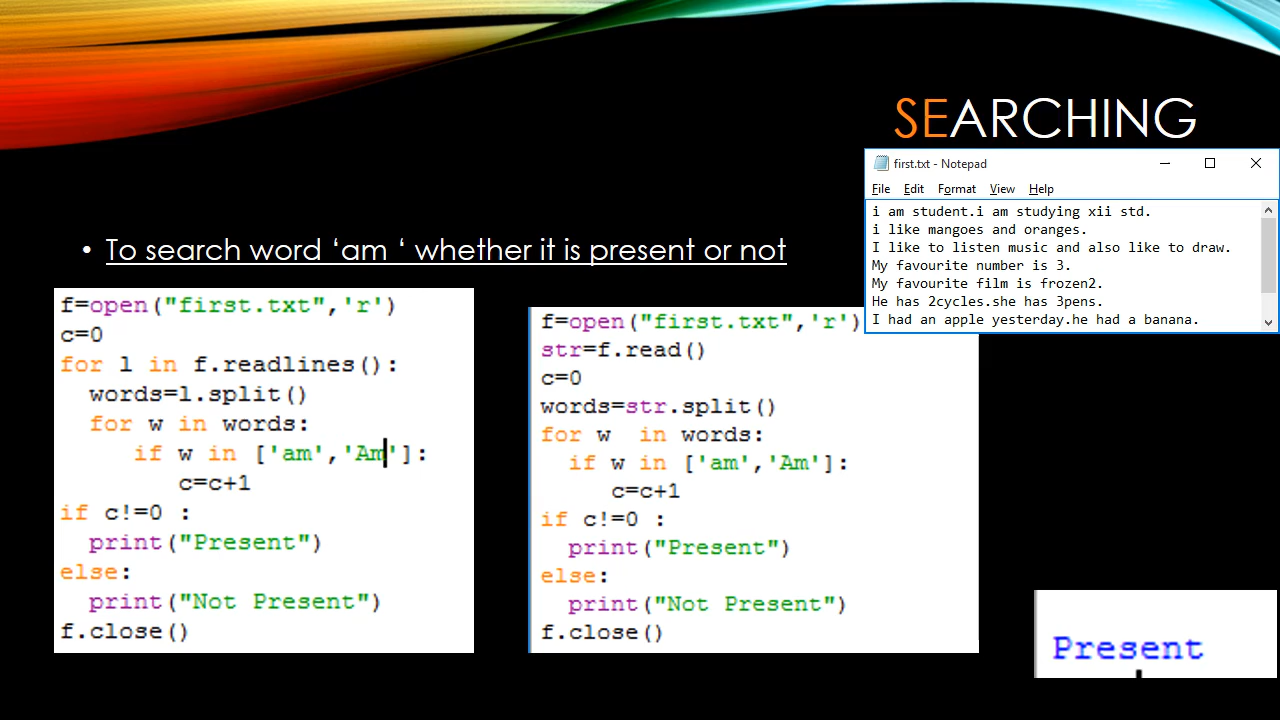 SEARCHING
first.txt - Notepad
File Edit Format View Help
i am student.i am studying xii std.
i like mangoes and oranges.
I like to listen music and also like to draw.
My favourite number is 3.
My favourite film is frozen2.
He has 2cycles.she has 3pens.
I had an apple yesterday.he had a banana.
• To search word ‘am ‘ whether it is present or not
f=open("first.txt",'r')
c=0
for l in f.readlines():
  words=l.split()
  for w in words:
     if w in ['am','Am']:
        c=c+1
if c!=0 :
  print("Present")
else:
  print("Not Present")
f.close()
f=open("first.txt",'r')
str=f.read()
c=0
words=str.split()
for w  in words:
  if w in ['am','Am']:
     c=c+1
if c!=0 :
  print("Present")
else:
  print("Not Present")
f.close()
Present